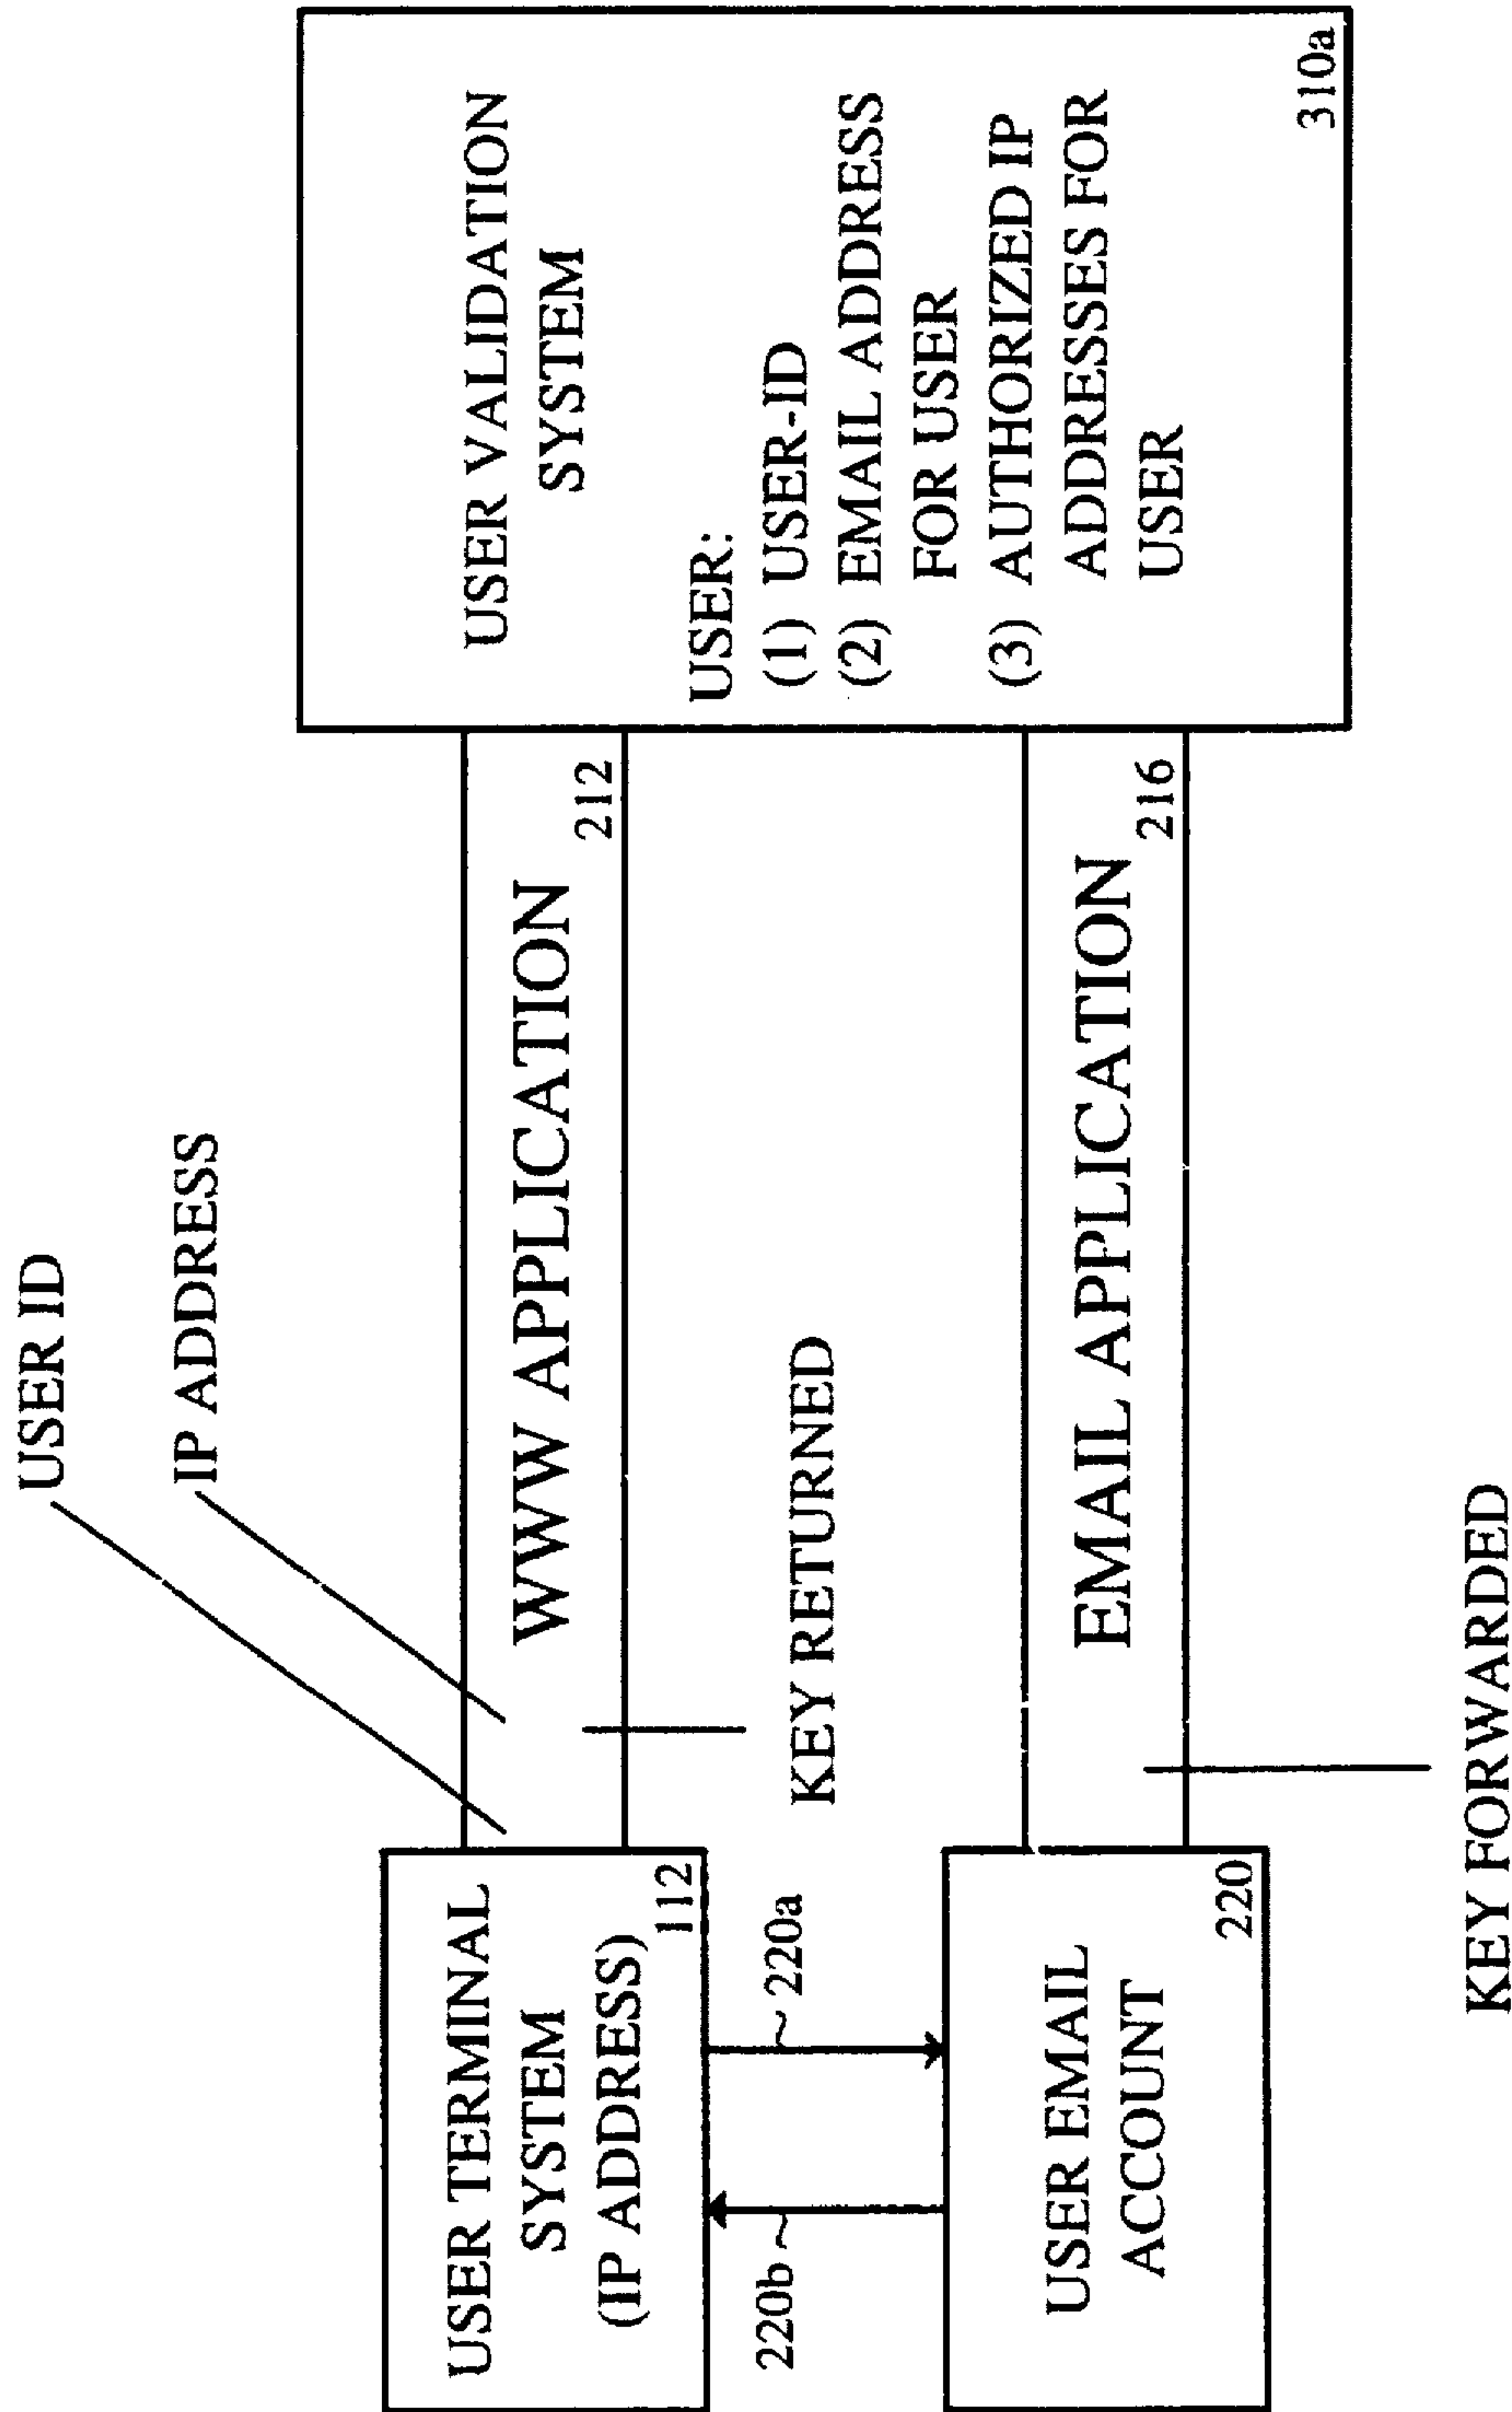 USER ID
IP ADDRESS
USER TERMINAL
SYSTEM
(IP ADDRESS)
112
WWW APPLICATION
212
USER VALIDATION
SYSTEM
USER:
(1) USER-ID
(2) EMAIL ADDRESS
FOR USER
(3) AUTHORIZED IP
ADDRESSES FOR
USER
310a
KEY RETURNED
220b
220a
USER EMAIL
ACCOUNT
220
EMAIL APPLICATION
216
KEY FORWARDED